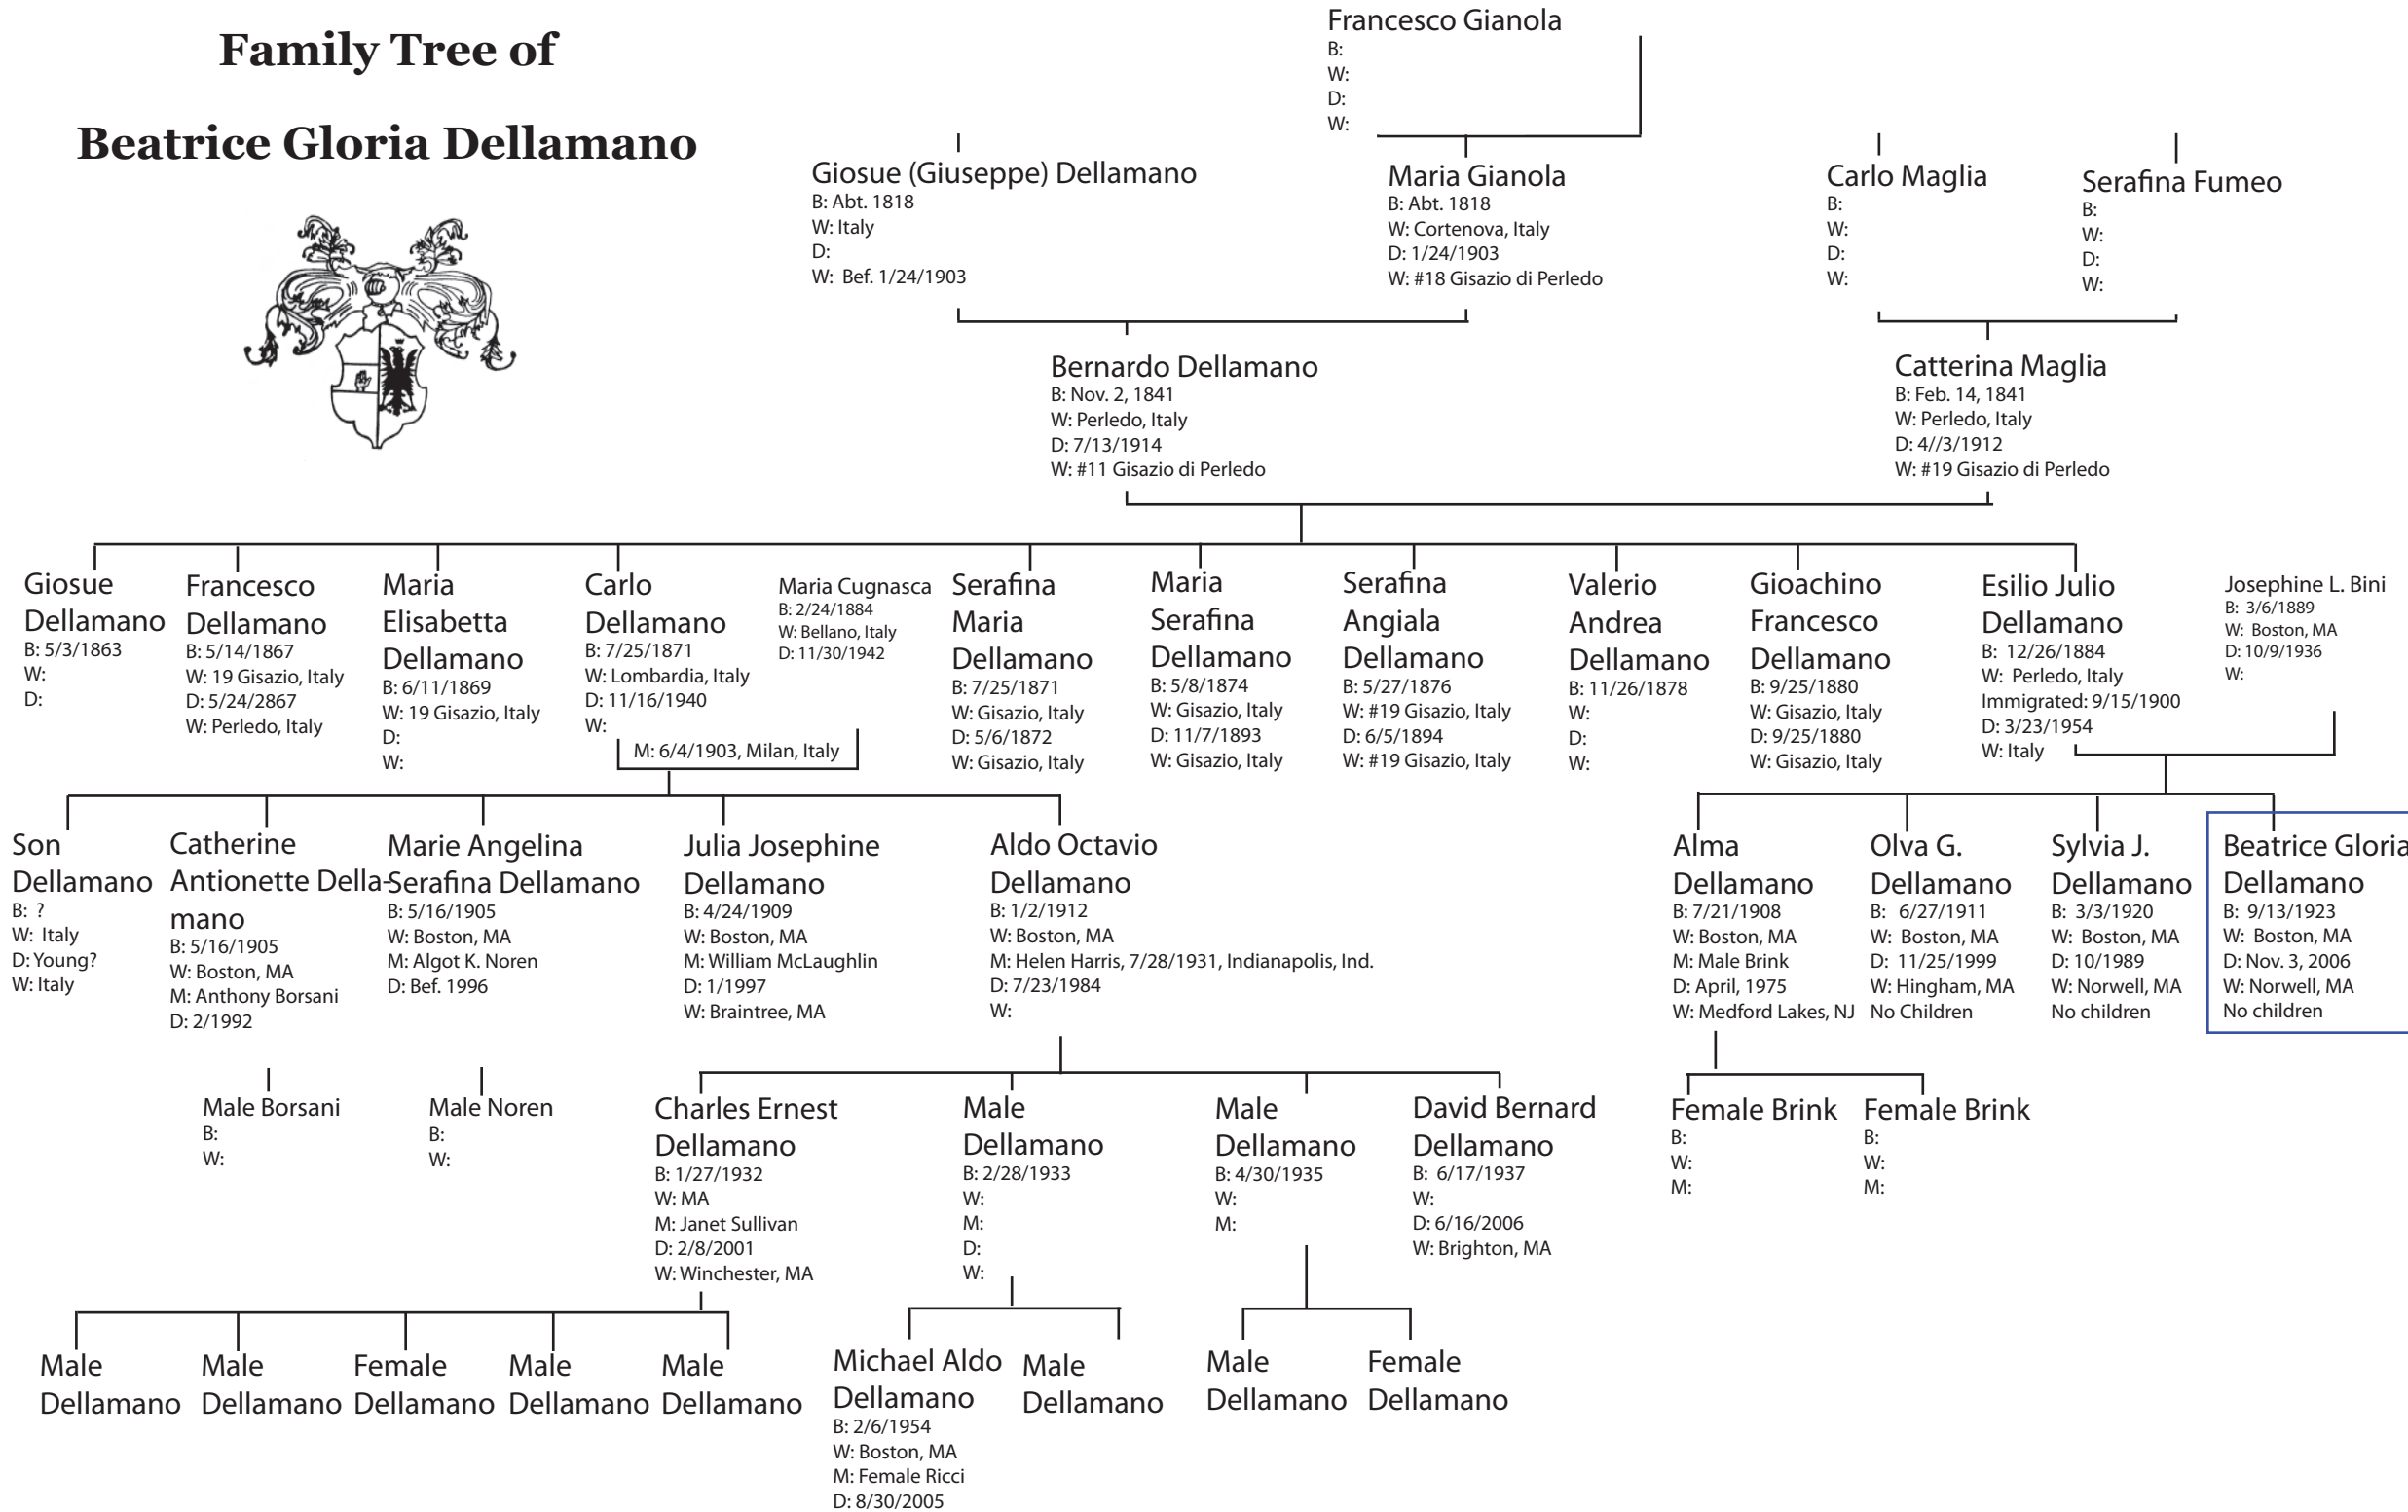 Family Tree of
Beatrice Gloria Dellamano
Francesco Gianola
B:
W:
D:
W:
Giosue (Giuseppe) Dellamano
B: Abt. 1818
W: Italy
D:
W: Bef. 1/24/1903
Maria Gianola
B: Abt. 1818
W: Cortenova, Italy
D: 1/24/1903
W: #18 Gisazio di Perledo
Carlo Maglia
B:
W:
D:
W:
Serafina Fumeo
B:
W:
D:
W:
Bernardo Dellamano
B: Nov. 2, 1841
W: Perledo, Italy
D: 7/13/1914
W: #11 Gisazio di Perledo
Catterina Maglia
B: Feb. 14, 1841
W: Perledo, Italy
D: 4//3/1912
W: #19 Gisazio di Perledo
Giosue
Dellamano
B: 5/3/1863
W:
D:
Francesco
Dellamano
B: 5/14/1867
W: 19 Gisazio, Italy
D: 5/24/2867
W: Perledo, Italy
Maria
Elisabetta
Dellamano
B: 6/11/1869
W: 19 Gisazio, Italy
D:
W:
Carlo
Dellamano
B: 7/25/1871
W: Lombardia, Italy
D: 11/16/1940
W:
M: 6/4/1903, Milan, Italy
Maria Cugnasca
B: 2/24/1884
W: Bellano, Italy
D: 11/30/1942
Serafina
Maria
Dellamano
B: 7/25/1871
W: Gisazio, Italy
D: 5/6/1872
W: Gisazio, Italy
Maria
Serafina
Dellamano
B: 5/8/1874
W: Gisazio, Italy
D: 11/7/1893
W: Gisazio, Italy
Serafina
Angiala
Dellamano
B: 5/27/1876
W: #19 Gisazio, Italy
D: 6/5/1894
W: #19 Gisazio, Italy
Valerio
Andrea
Dellamano
B: 11/26/1878
W:
D:
W:
Gioachino
Francesco
Dellamano
B: 9/25/1880
W: Gisazio, Italy
D: 9/25/1880
W: Gisazio, Italy
Esilio Julio
Dellamano
B: 12/26/1884
W: Perledo, Italy
Immigrated: 9/15/1900
D: 3/23/1954
W: Italy
Josephine L. Bini
B: 3/6/1889
W: Boston, MA
D: 10/9/1936
W:
Son
Dellamano
B: ?
W: Italy
D: Young?
W: Italy
Catherine
Antionette Della-
mano
B: 5/16/1905
W: Boston, MA
M: Anthony Borsani
D: 2/1992
Marie Angelina
Serafina Dellamano
B: 5/16/1905
W: Boston, MA
M: Algot K. Noren
D: Bef. 1996
Julia Josephine
Dellamano
B: 4/24/1909
W: Boston, MA
M: William McLaughlin
D: 1/1997
W: Braintree, MA
Aldo Octavio
Dellamano
B: 1/2/1912
W: Boston, MA
M: Helen Harris, 7/28/1931, Indianapolis, Ind.
D: 7/23/1984
W:
Alma
Dellamano
B: 7/21/1908
W: Boston, MA
M: Male Brink
D: April, 1975
W: Medford Lakes, NJ
Olva G.
Dellamano
B: 6/27/1911
W: Boston, MA
D: 11/25/1999
W: Hingham, MA
No Children
Sylvia J.
Dellamano
B: 3/3/1920
W: Boston, MA
D: 10/1989
W: Norwell, MA
No children
Beatrice Gloria
Dellamano
B: 9/13/1923
W: Boston, MA
D: Nov. 3, 2006
W: Norwell, MA
No children
Male Borsani
B:
W:
Male Noren
B:
W:
Charles Ernest
Dellamano
B: 1/27/1932
W: MA
M: Janet Sullivan
D: 2/8/2001
W: Winchester, MA
Male
Dellamano
B: 2/28/1933
W:
M:
D:
W:
Male
Dellamano
B: 4/30/1935
W:
M:
David Bernard
Dellamano
B: 6/17/1937
W:
D: 6/16/2006
W: Brighton, MA
Female Brink
B:
W:
M:
Female Brink
B:
W:
M:
Male
Dellamano
Male
Dellamano
Female
Dellamano
Male
Dellamano
Male
Dellamano
Michael Aldo
Dellamano
B: 2/6/1954
W: Boston, MA
M: Female Ricci
D: 8/30/2005
Male
Dellamano
Male
Dellamano
Female
Dellamano